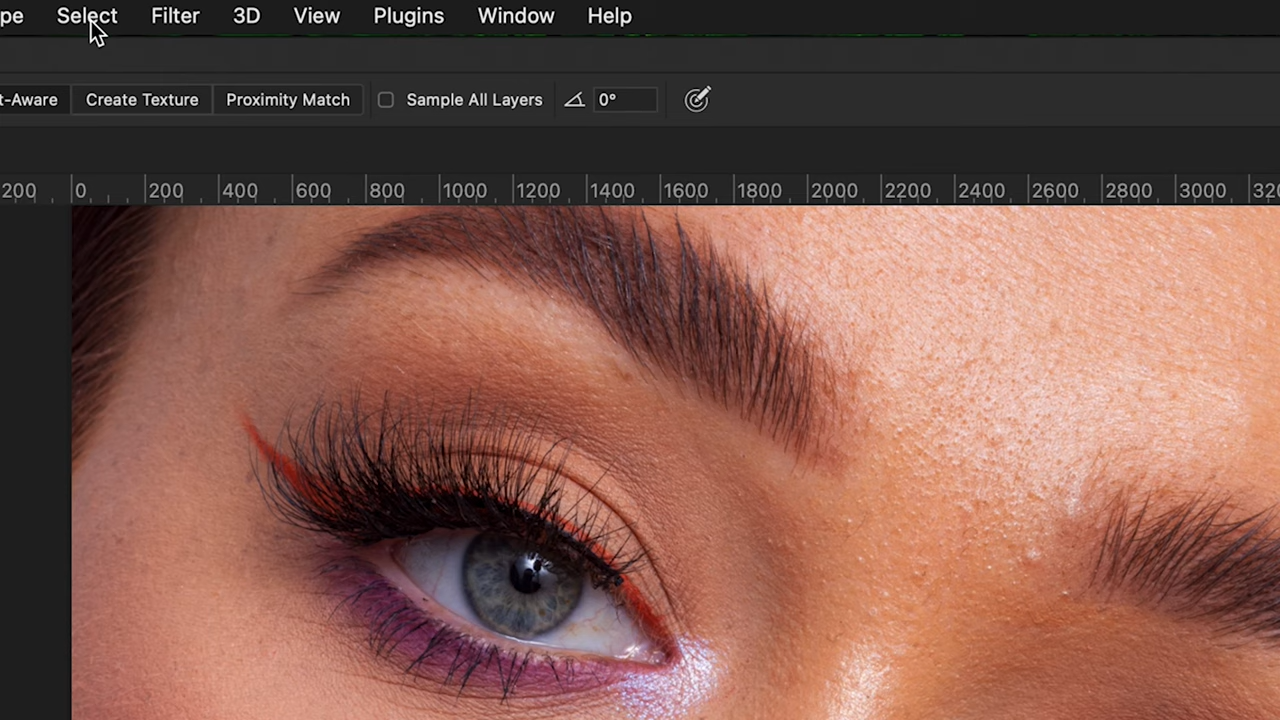 pe Select Filter 3D View Plugins Window Help
t-Aware Create Texture Proximity Match Sample All Layers 0°
200 0 200 400 600 800 1000 1200 1400 1600 1800 2000 2200 2400 2600 2800 3000 320